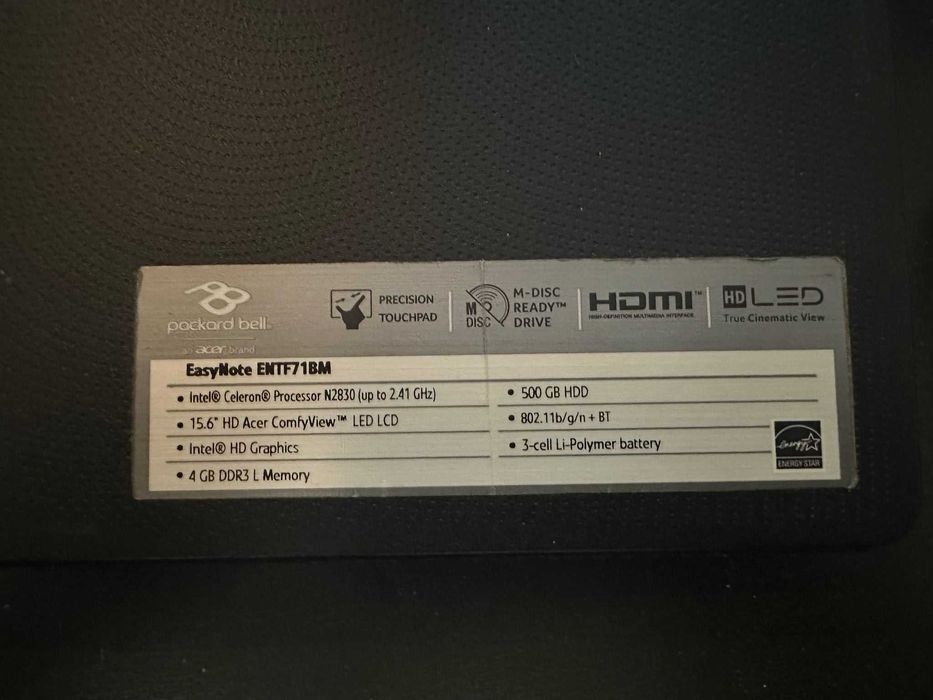 packard bell®
an acer brand
PRECISION
TOUCHPAD
M
DISC
M-DISC
READY™
DRIVE
HDMI™
HIGH-DEFINITION MULTIMEDIA INTERFACE
HD LED
True Cinematic View
EasyNote ENTF71BM
• Intel® Celeron® Processor N2830 (up to 2.41 GHz)
• 15.6" HD Acer ComfyView™ LED LCD
• Intel® HD Graphics
• 4 GB DDR3 L Memory
• 500 GB HDD
• 802.11b/g/n + BT
• 3-cell Li-Polymer battery
energy
ENERGY STAR